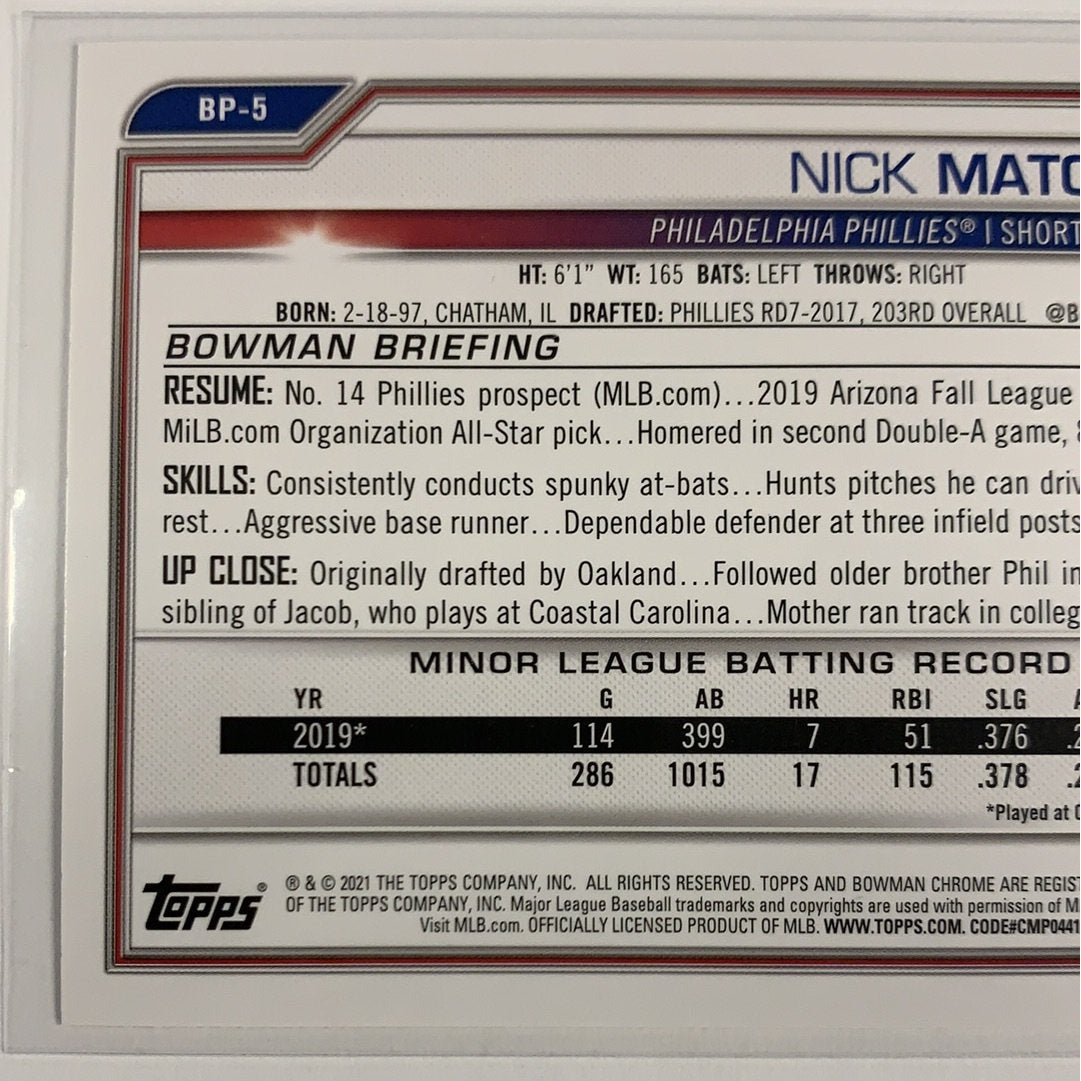 BP-5
NICK
PHILADELPHIA PHILLIES® |
HT: 6'1" WT: 165 BATS: LEFT THROWS: RIGHT
BORN: 2-18-97, CHATHAM, IL DRAFTED: PHILLIES RD7-2017, 203RD OVERALL
BOWMAN BRIEFING
RESUME: No. 14 Phillies prospect (MLB.com)...2019 Arizona Fall League
MiLB.com Organization All-Star pick...Homered in second Double-A game,
SKILLS: Consistently conducts spunky at-bats...Hunts pitches he can
rest...Aggressive base runner...Dependable defender at three infield posts
UP CLOSE: Originally drafted by Oakland...Followed older brother Phil
sibling of Jacob, who plays at Coastal Carolina...Mother ran track in
MINOR LEAGUE BATTING RECORD
YR G AB HR RBI SLG
2019* 114 399 7 51 .376
TOTALS 286 1015 17 115 .378
*Played at
Topps® ® & © 2021 THE TOPPS COMPANY, INC. ALL RIGHTS RESERVED. TOPPS AND BOWMAN CHROME ARE
OF THE TOPPS COMPANY, INC. Major League Baseball trademarks and copyrights are used with permission of
Visit MLB.com. OFFICIALLY LICENSED PRODUCT OF MLB. WWW.TOPPS.COM. CODE#CMP0441